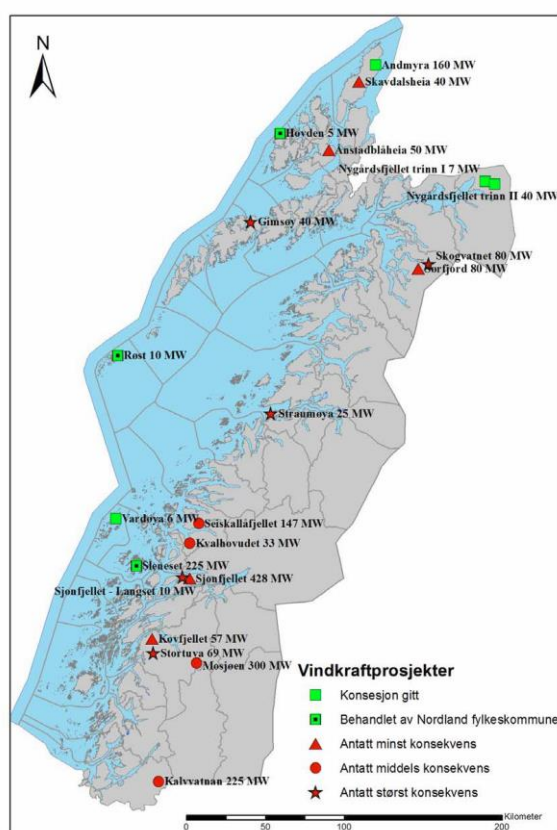 N
Andmyra 160 MW
Skavdalsheia 40 MW
Hovden 5 MW
Anstadblåheia 50 MW
Nygårdsfjellet trinn I 7 MW
Nygårdsfjellet trinn II 40 MW
Gimsøy 40 MW
Skogvatnet 80 MW
Sørfjord 80 MW
Røst 10 MW
Straumøya 25 MW
Vardøya 6 MW
Seiskallåfjellet 147 MW
Kvalhovudet 33 MW
Sleneset 225 MW
Sjonfjellet 428 MW
Sjonfjellet - Langset 10 MW
Kovfjellet 57 MW
Stortuva 69 MW
Mosjøen 300 MW
Kalvvatnan 225 MW
Vindkraftprosjekter
Konsesjon gitt
Behandlet av Nordland fylkeskommune
Antatt minst konsekvens
Antatt middels konsekvens
Antatt størst konsekvens
Kilometer
0 50 100 200